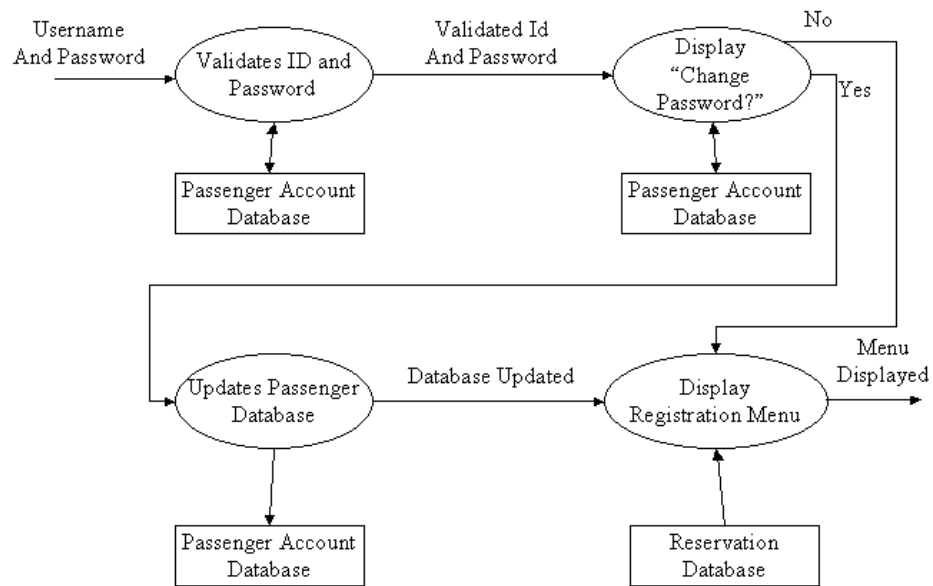 Username
And Password
Validates ID and
Password
Validated Id
And Password
Display
“Change
Password?”
No
Yes
Passenger Account
Database
Passenger Account
Database
Updates Passenger
Database
Database Updated
Display
Registration Menu
Menu
Displayed
Passenger Account
Database
Reservation
Database